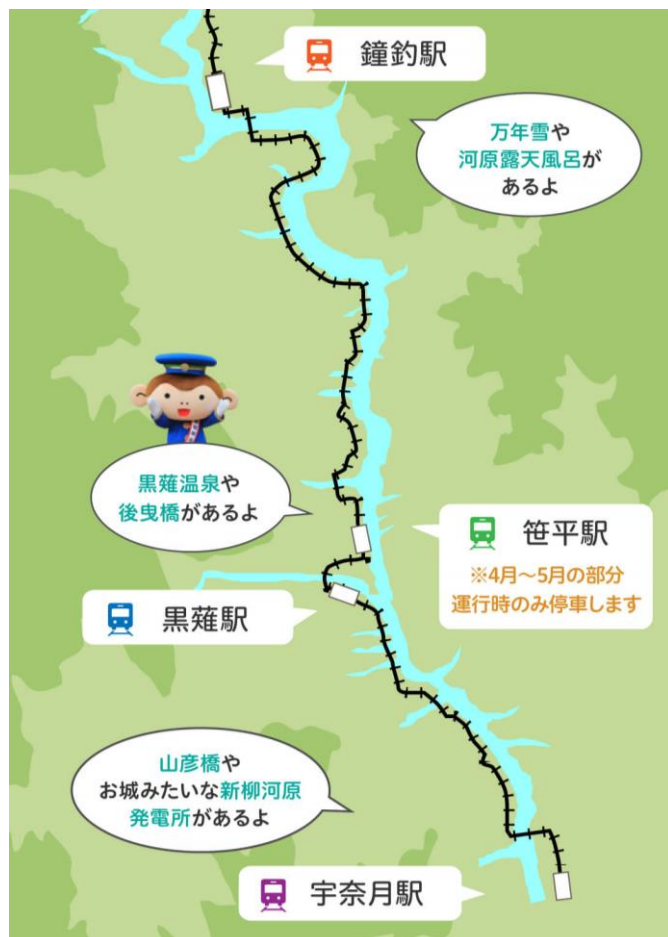 鐘釣駅
万年雪や
河原露天風呂が
あるよ
黒薙温泉や
後曳橋があるよ
笹平駅
※4月〜5月の部分
運行時のみ停車します
黒薙駅
山彦橋や
お城みたいな新柳河原
発電所があるよ
宇奈月駅